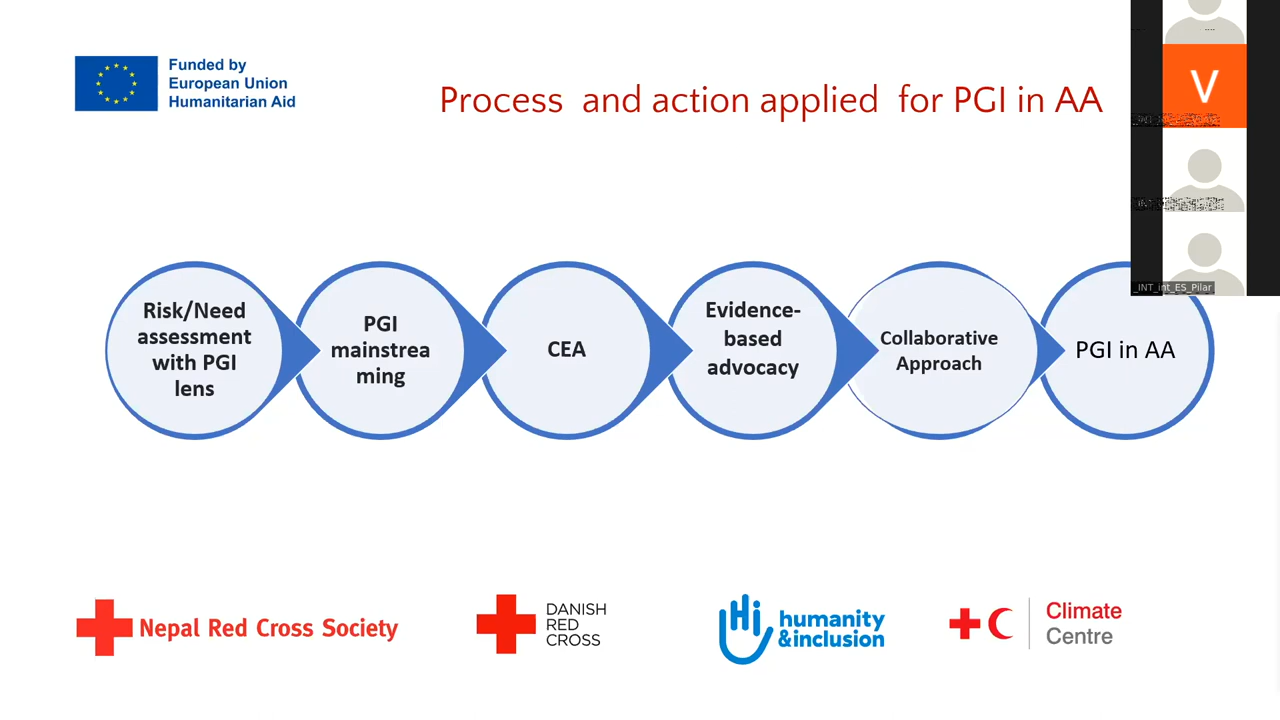 Funded by
European Union
Humanitarian Aid
Process and action applied for PGI in AA
V
_INT_int_ES_Pilar
Risk/Need
assessment
with PGI
lens
PGI
mainstrea
ming
CEA
Evidence-
based
advocacy
Collaborative
Approach
PGI in AA
Nepal Red Cross Society
DANISH
RED
CROSS
Hi
humanity
&inclusion
Climate
Centre